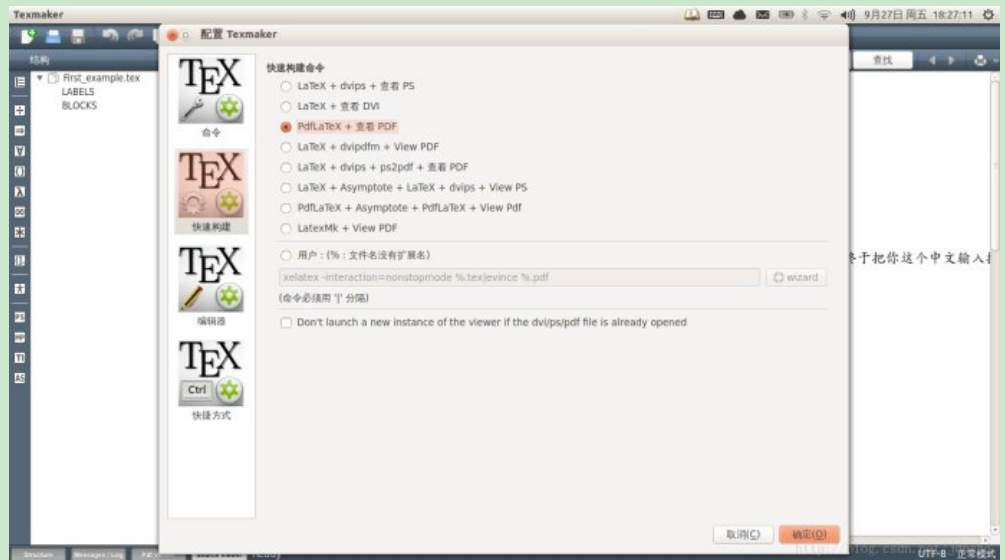 Texmaker
9月27日 周五 18:27:11
配置 Texmaker
结构
查找
First_example.tex
LABELS
BLOCKS
TEX
命令
TEX
快速构建
TEX
编辑器
TEX
Ctrl
快捷方式
快速构建命令
LaTeX + dvips + 查看 PS
LaTeX + 查看 DVI
PdfLaTeX + 查看 PDF
LaTeX + dvipdfm + View PDF
LaTeX + dvips + ps2pdf + 查看 PDF
LaTeX + Asymptote + LaTeX + dvips + View PS
PdfLaTeX + Asymptote + PdfLaTeX + View Pdf
LatexMk + View PDF
用户 : (% : 文件名没有扩展名)
xelatex -interaction=nonstopmode %.tex|evince %.pdf
wizard
(命令必须用 '|' 分隔)
Don't launch a new instance of the viewer if the dvi/ps/pdf file is already opened
终于把你这个中文输入
取消(C)
确定(O)
Structure
Messages / Log
Ready
UTF-8
正常模式